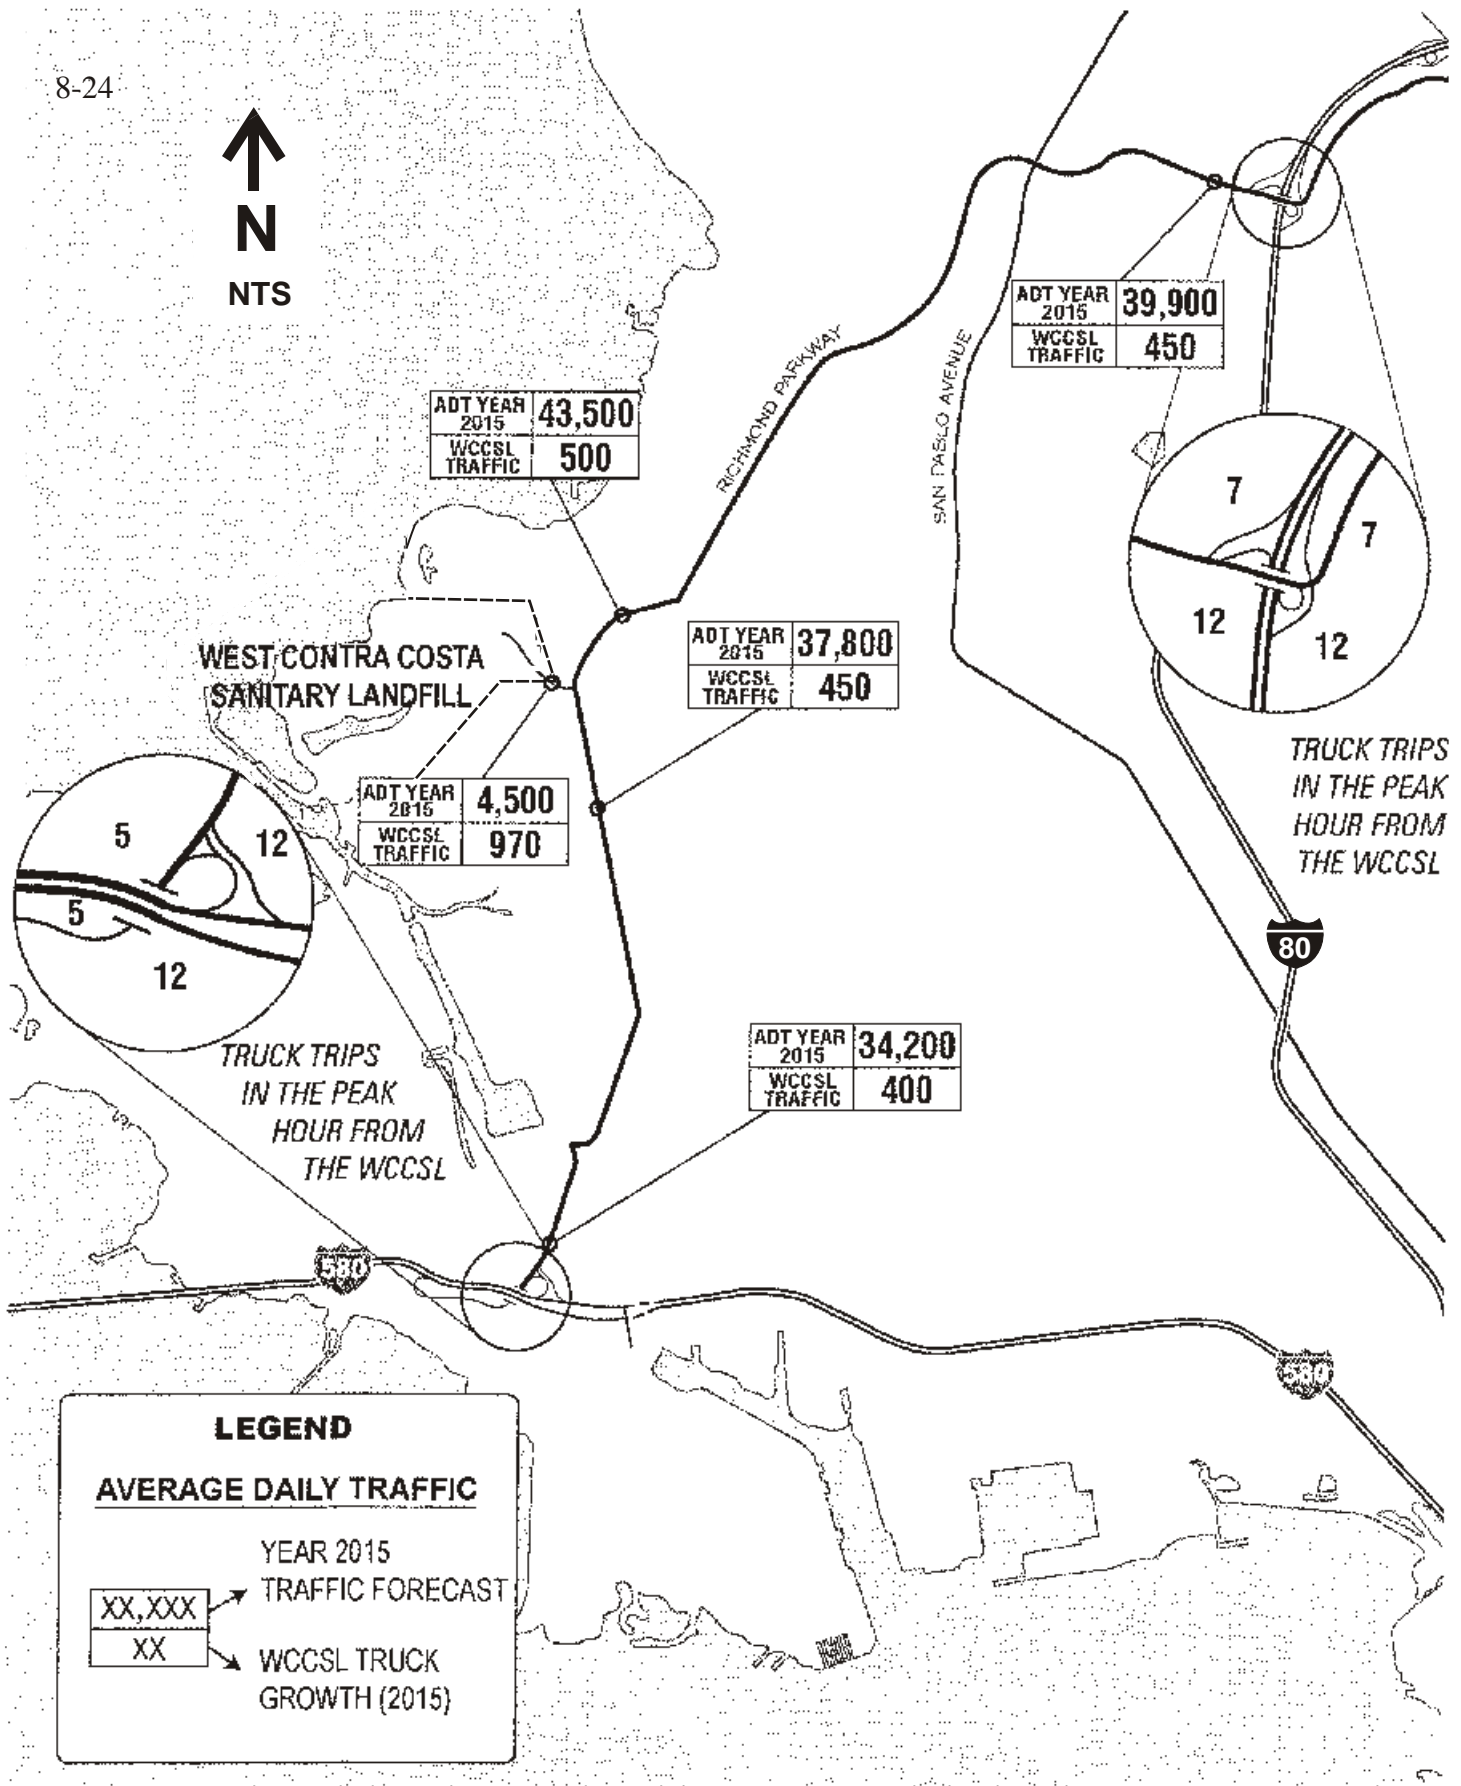 8-24
N
NTS
ADT YEAR 2015 39,900
WCCSL TRAFFIC 450
RICHMOND PARKWAY
SAN PABLO AVENUE
ADT YEAR 2015 43,500
WCCSL TRAFFIC 500
7
7
12
12
WEST CONTRA COSTA
SANITARY LANDFILL
ADT YEAR 2015 37,800
WCCSL TRAFFIC 450
TRUCK TRIPS
IN THE PEAK
HOUR FROM
THE WCCSL
ADT YEAR 2015 4,500
WCCSL TRAFFIC 970
5
12
5
12
80
TRUCK TRIPS
IN THE PEAK
HOUR FROM
THE WCCSL
ADT YEAR 2015 34,200
WCCSL TRAFFIC 400
580
580
LEGEND
AVERAGE DAILY TRAFFIC
YEAR 2015
TRAFFIC FORECAST
XX,XXX
XX
WCCSL TRUCK
GROWTH (2015)